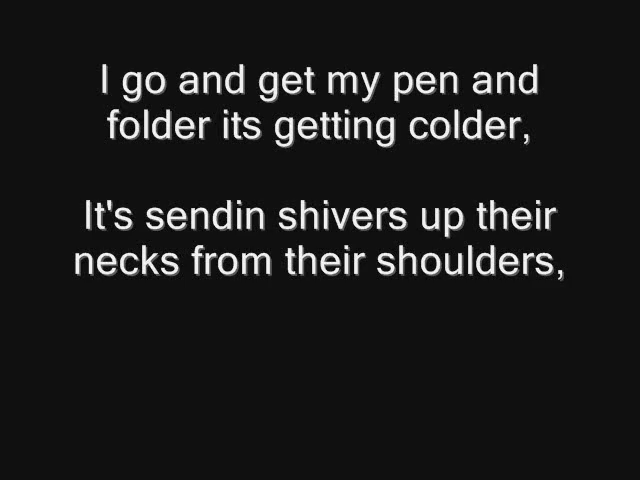 I go and get my pen and
folder its getting colder,
It's sendin shivers up their
necks from their shoulders,